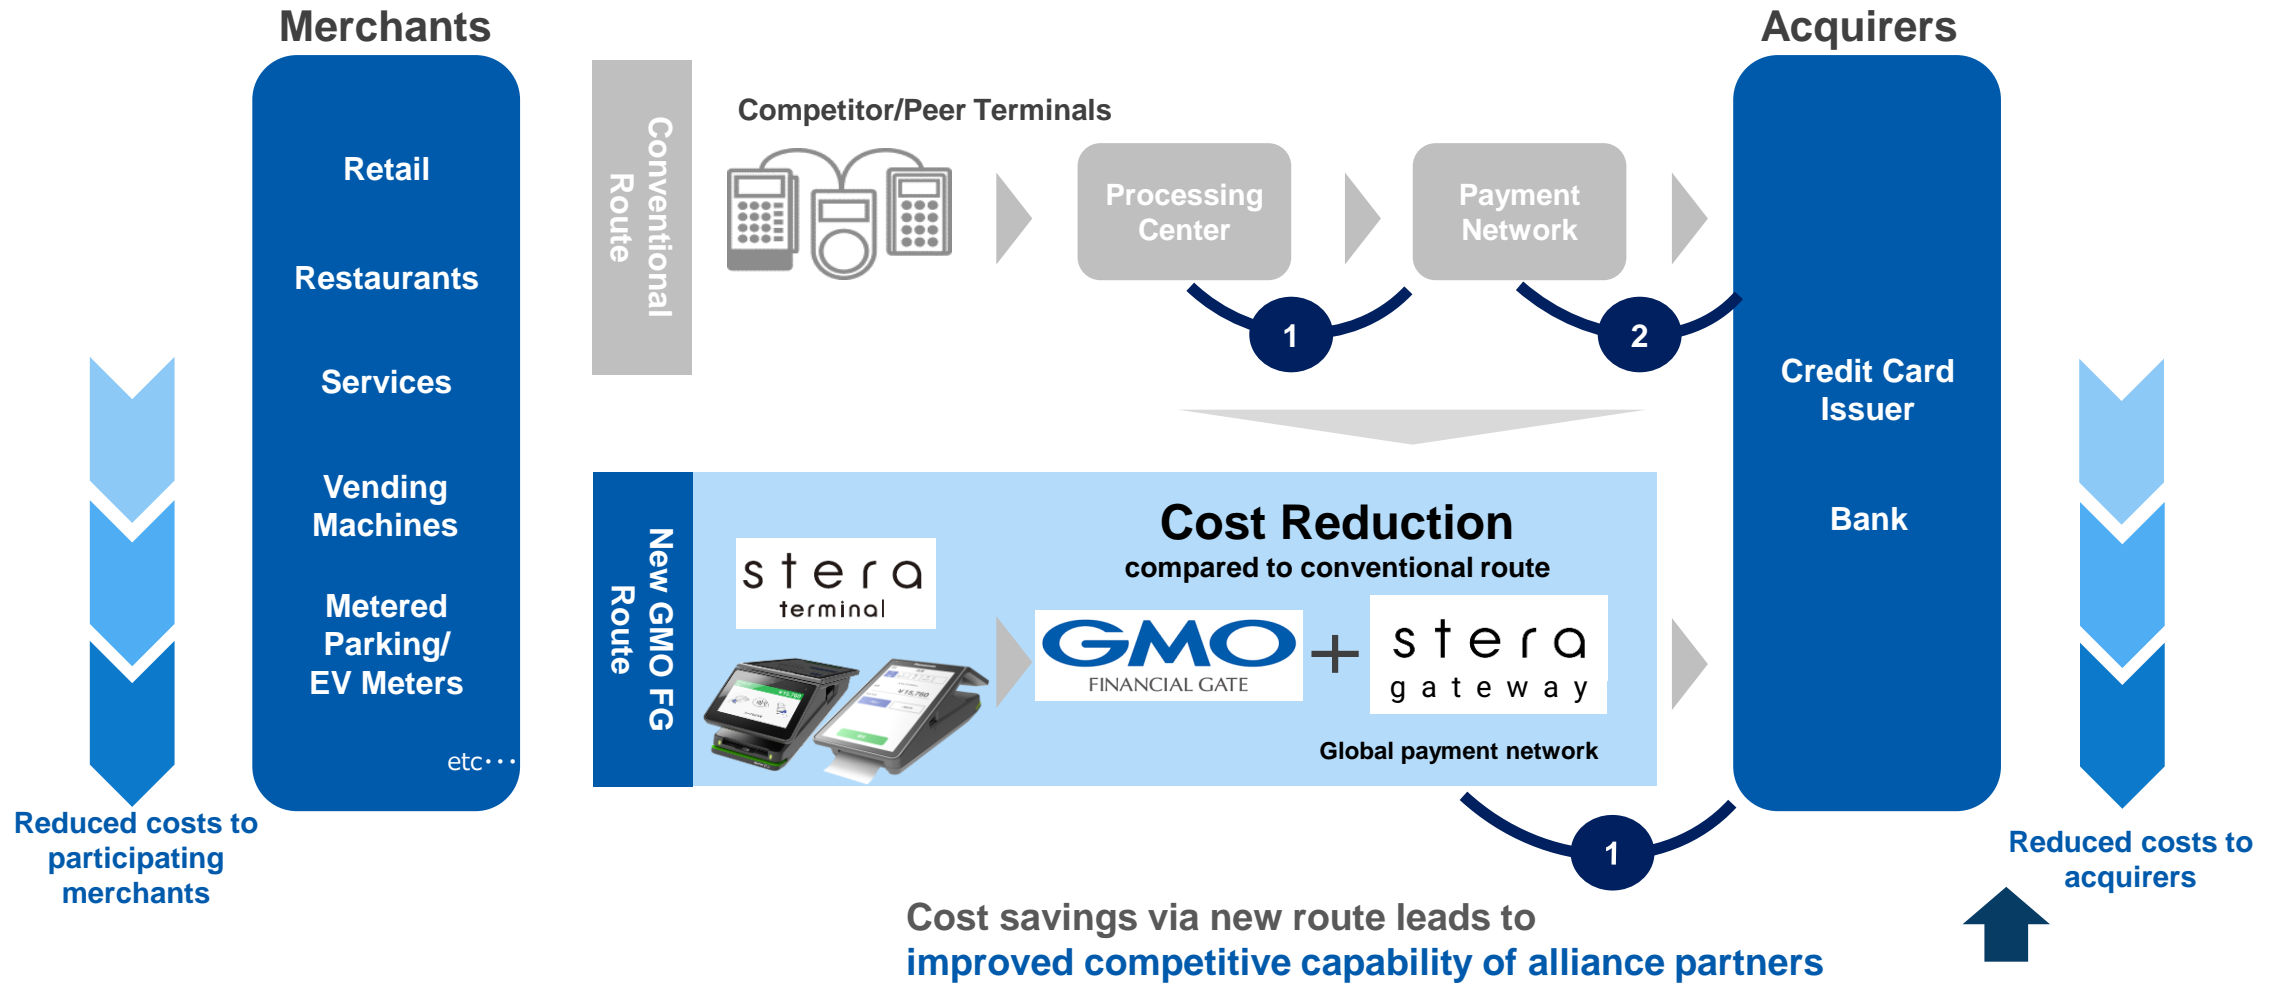 Merchants
Retail
Restaurants
Services
Vending
Machines
Metered
Parking/
EV Meters
etc･･･
Reduced costs to
participating
merchants
Conventional
Route
Competitor/Peer Terminals
Processing
Center
Payment
Network
1
2
New GMO FG
Route
stera
terminal
Cost Reduction
compared to conventional route
GMO
FINANCIAL GATE
+
stera
gateway
Global payment network
1
Acquirers
Credit Card
Issuer
Bank
Reduced costs to
acquirers
Cost savings via new route leads to
improved competitive capability of alliance partners